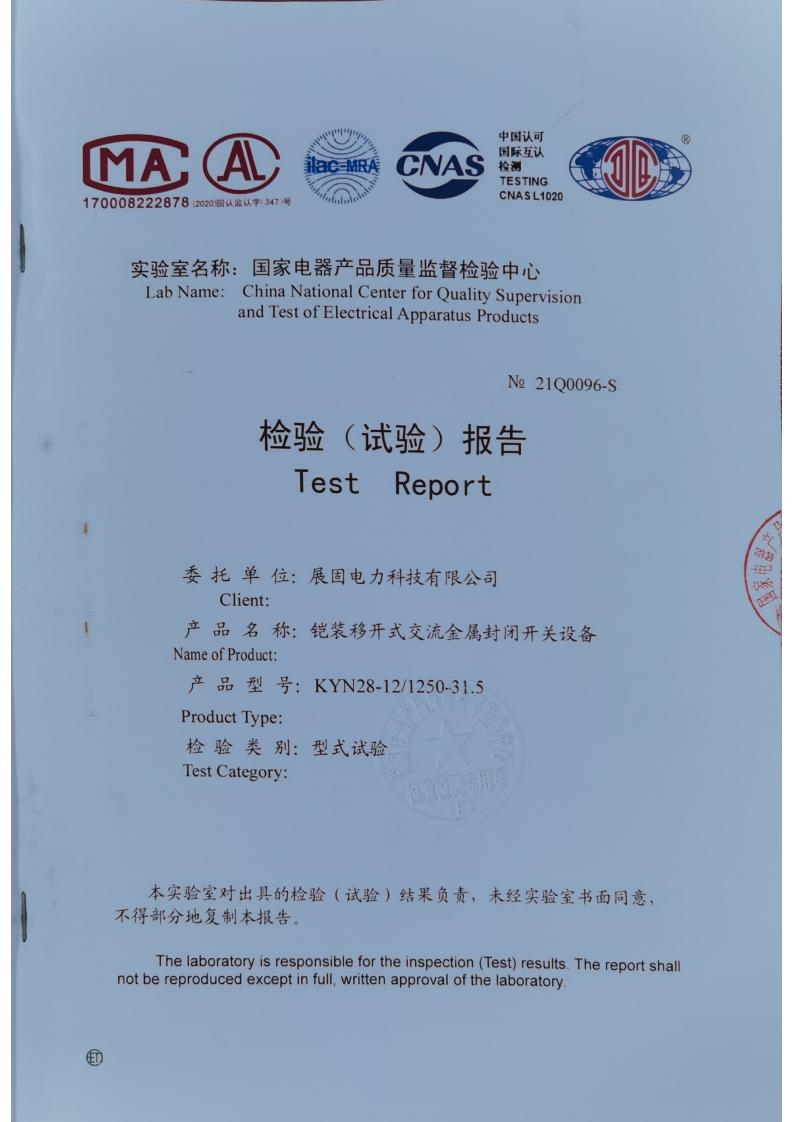 MA
AL
ilac-MRA
CNAS
中国认可
国际互认
检测
TESTING
CNAS L1020
®
170008222878 (2020)国认监认字(347)号
实验室名称：国家电器产品质量监督检验中心
Lab Name: China National Center for Quality Supervision
and Test of Electrical Apparatus Products
№ 21Q0096-S
检验（试验）报告
Test Report
委托单位：展固电力科技有限公司
Client:
产品名称：铠装移开式交流金属封闭开关设备
Name of Product:
产品型号：KYN28-12/1250-31.5
Product Type:
检验类别：型式试验
Test Category:
国家电器产品
本实验室对出具的检验（试验）结果负责，未经实验室书面同意，
不得部分地复制本报告。
The laboratory is responsible for the inspection (Test) results. The report shall
not be reproduced except in full, written approval of the laboratory.